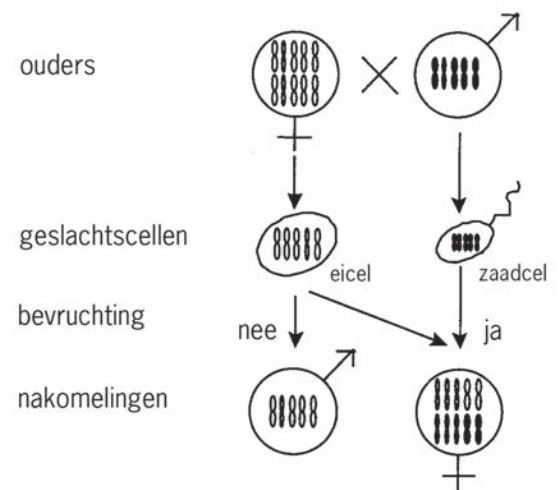 ouders
geslachtscellen
eicel
zaadcel
bevruchting
nee
ja
nakomelingen